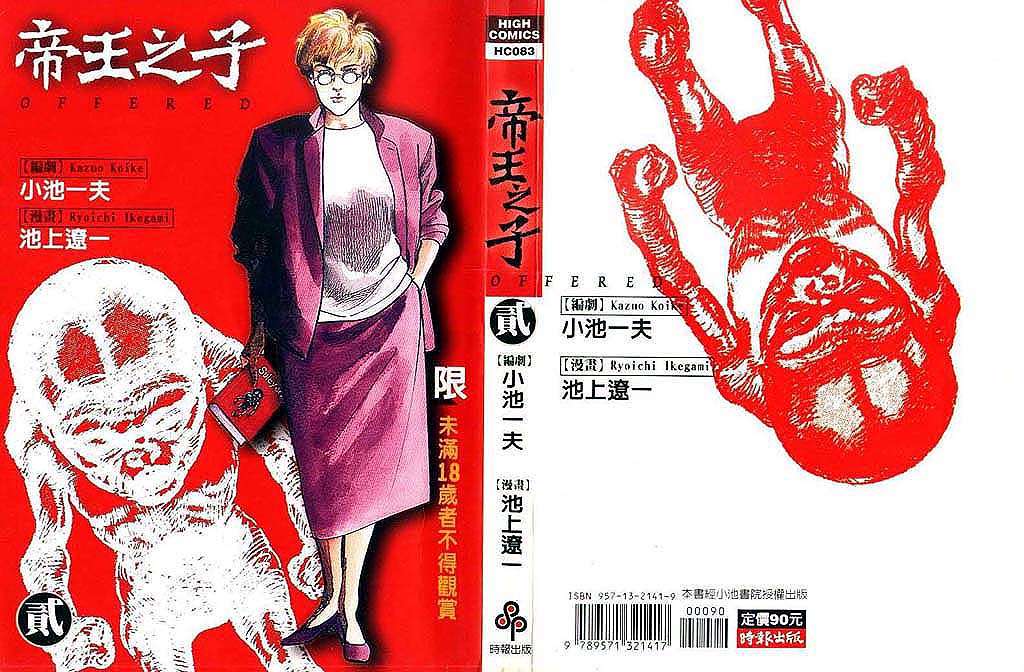 帝王之子
OFFERED
【編劇】Kazuo Koike
小池一夫
【漫畫】Ryoichi Ikegami
池上遼一
限
未滿18歲者不得觀賞
貳
HIGH
COMICS
HC083
帝王之子
OFFERED
貳
【編劇】
小池一夫
【漫畫】
池上遼一
時報出版
【編劇】Kazuo Koike
小池一夫
【漫畫】Ryoichi Ikegami
池上遼一
ISBN 957-13-2141-9 本書經小池書院授權出版
00090
定價90元
時報出版
9 789571 321417